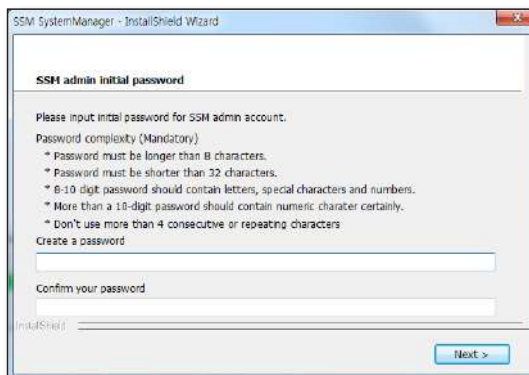 SSM SystemManager - InstallShield Wizard
SSM admin initial password
Please input initial password for SSM admin account.
Password complexity (Mandatory)
* Password must be longer than 8 characters.
* Password must be shorter than 32 characters.
* 8-10 digit password should contain letters, special characters and numbers.
* More than a 10-digit password should contain numeric charater certainly.
* Don't use more than 4 consecutive or repeating characters
Create a password
Confirm your password
InstallShield
Next >